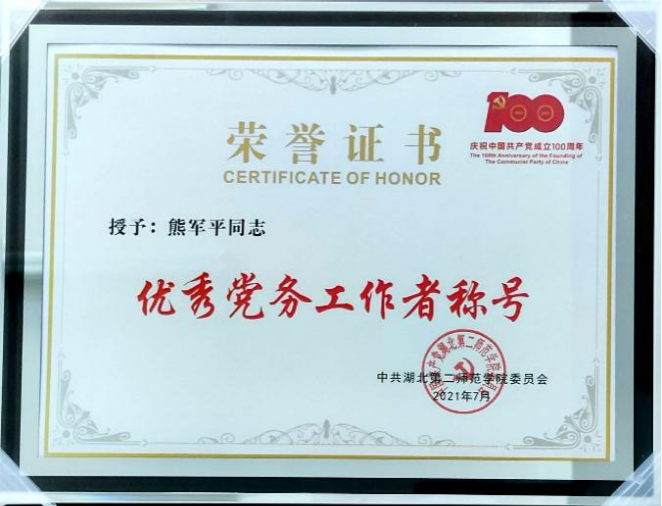 荣誉证书
CERTIFICATE OF HONOR
100
庆祝中国共产党成立100周年
The 100th Anniversary of the Founding of
The Communist Party of China
授予：熊军平同志
优秀党务工作者称号
中共湖北第二师范学院委员会
2021年7月